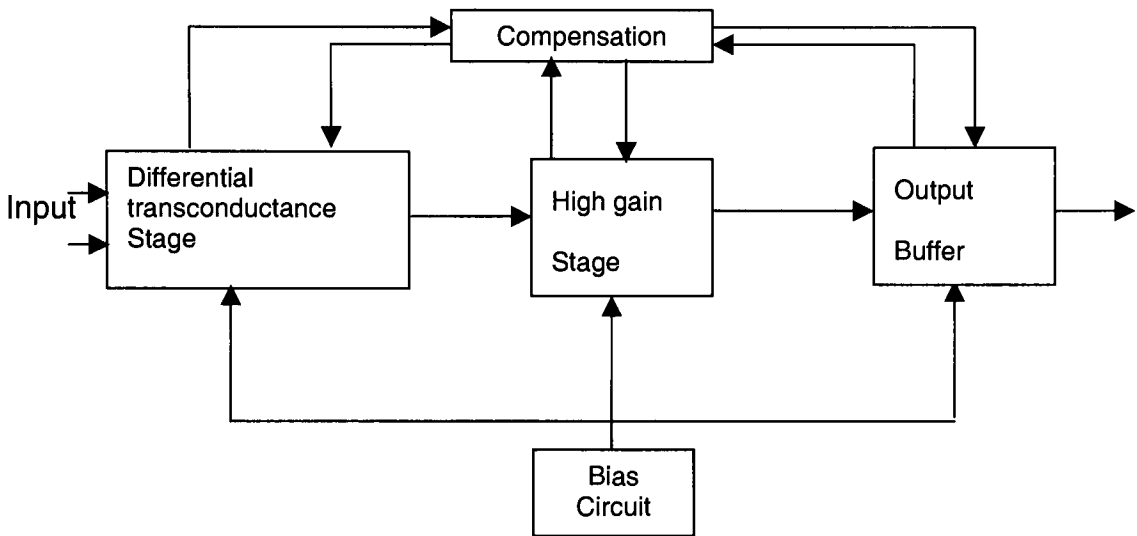 Compensation
Input
Differential
transconductance
Stage
High gain
Stage
Output
Buffer
Bias
Circuit